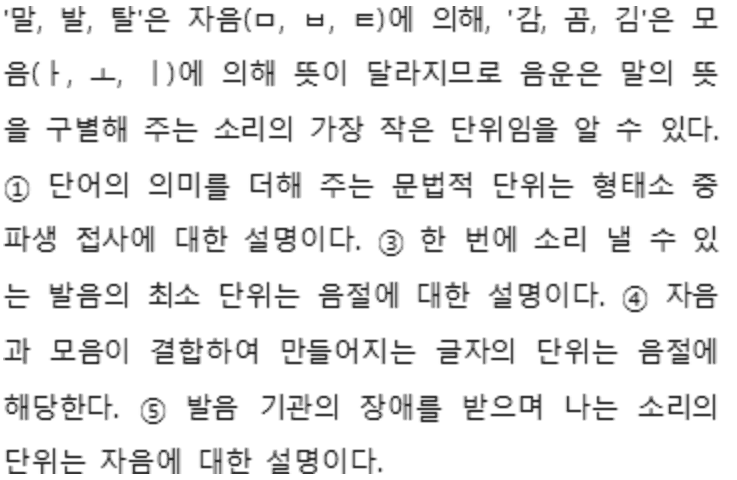 '말, 발, 탈'은 자음(ㅁ, ㅂ, ㅌ)에 의해, '감, 곰, 김'은 모
음(ㅏ, ㅗ, ㅣ)에 의해 뜻이 달라지므로 음운은 말의 뜻
을 구별해 주는 소리의 가장 작은 단위임을 알 수 있다.
① 단어의 의미를 더해 주는 문법적 단위는 형태소 중
파생 접사에 대한 설명이다. ③ 한 번에 소리 낼 수 있
는 발음의 최소 단위는 음절에 대한 설명이다. ④ 자음
과 모음이 결합하여 만들어지는 글자의 단위는 음절에
해당한다. ⑤ 발음 기관의 장애를 받으며 나는 소리의
단위는 자음에 대한 설명이다.